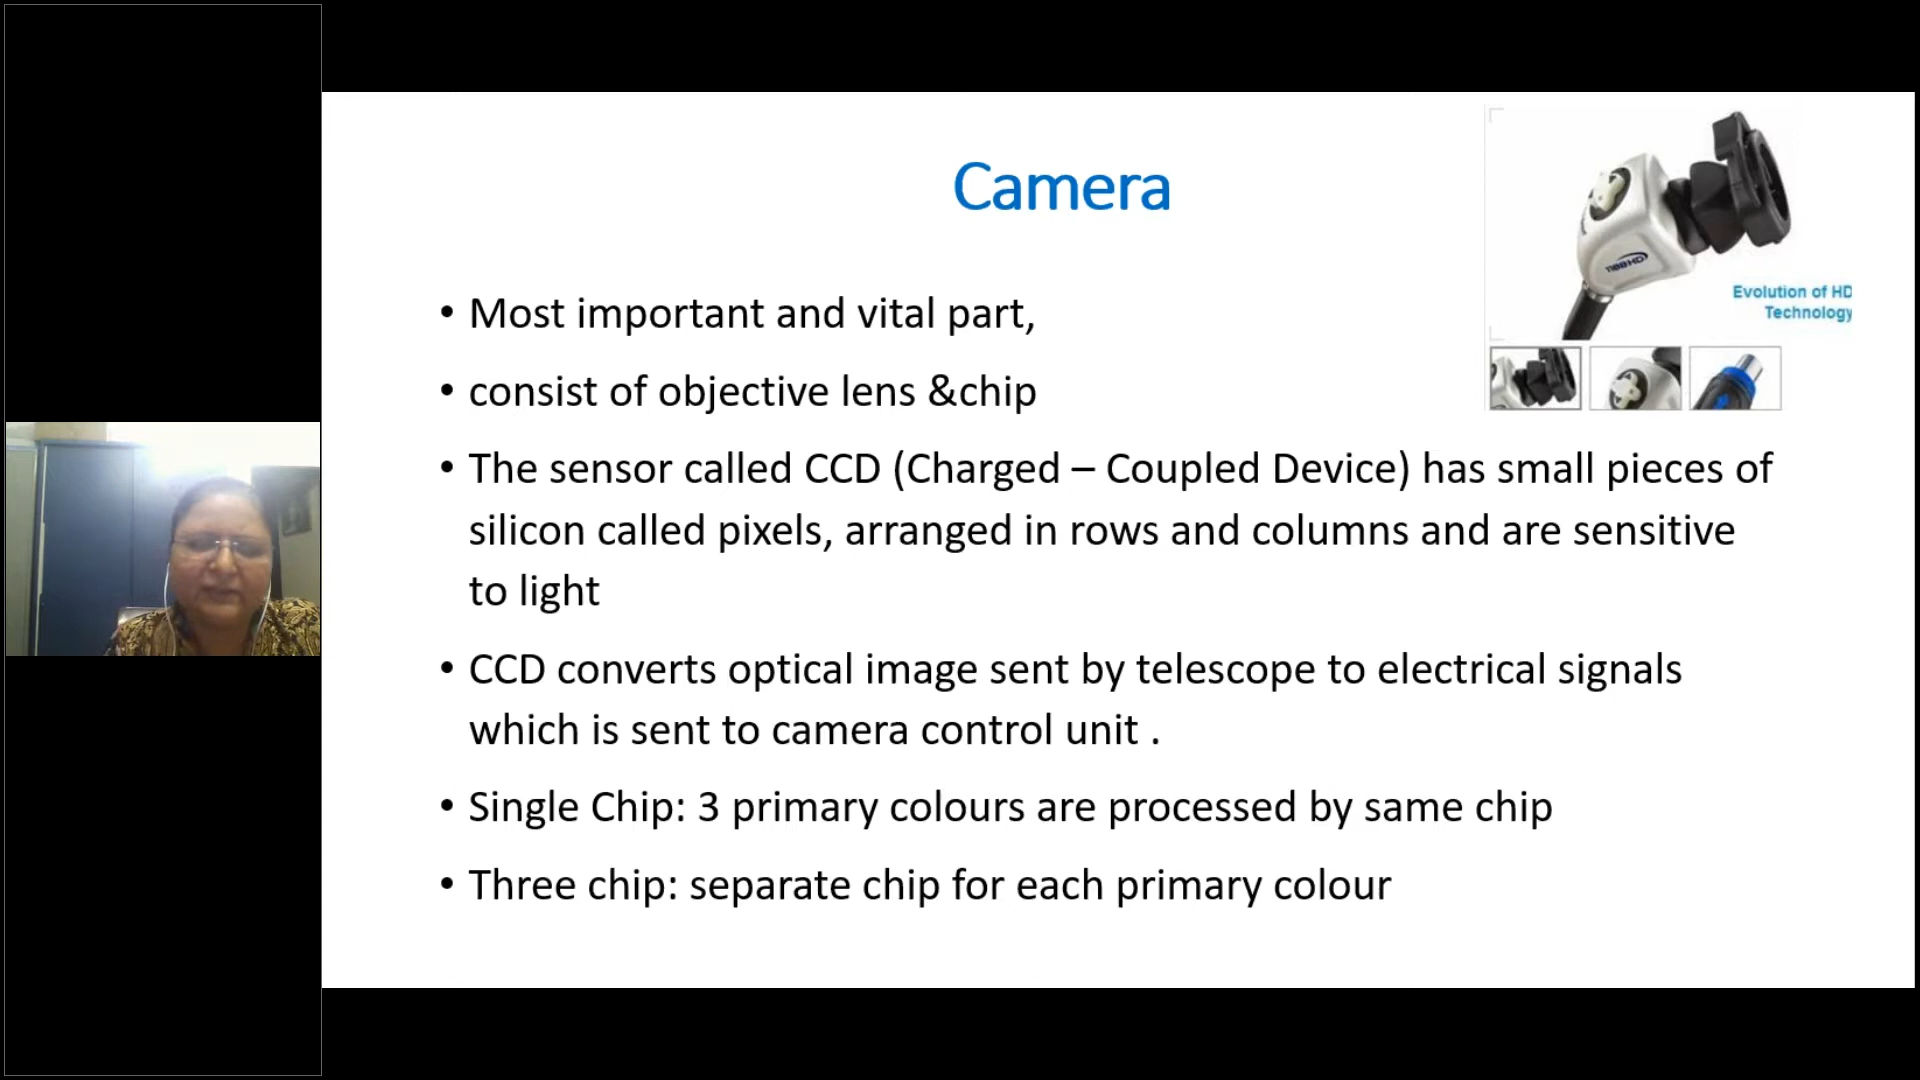 Camera
1188HD
Evolution of HD
Technology
• Most important and vital part,
• consist of objective lens &chip
• The sensor called CCD (Charged – Coupled Device) has small pieces of
silicon called pixels, arranged in rows and columns and are sensitive
to light
• CCD converts optical image sent by telescope to electrical signals
which is sent to camera control unit .
• Single Chip: 3 primary colours are processed by same chip
• Three chip: separate chip for each primary colour